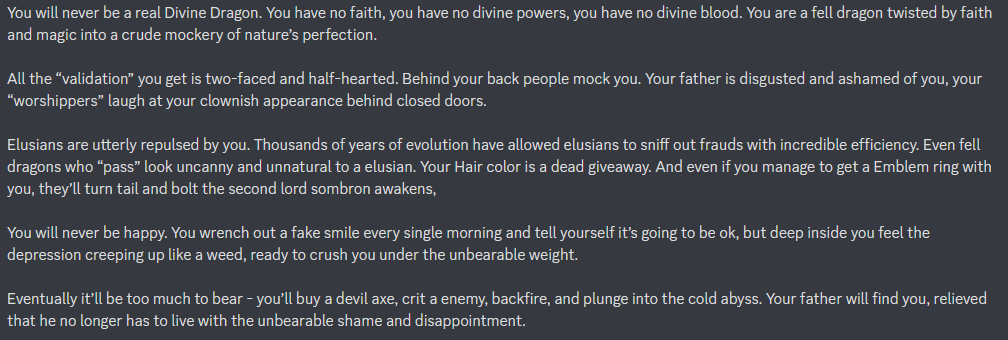 You will never be a real Divine Dragon. You have no faith, you have no divine powers, you have no divine blood. You are a fell dragon twisted by faith
and magic into a crude mockery of nature's perfection.
All the “validation” you get is two-faced and half-hearted. Behind your back people mock you. Your father is disgusted and ashamed of you, your
“worshippers” laugh at your clownish appearance behind closed doors.
Elusians are utterly repulsed by you. Thousands of years of evolution have allowed elusians to sniff out frauds with incredible efficiency. Even fell
dragons who “pass” look uncanny and unnatural to a elusian. Your Hair color is a dead giveaway. And even if you manage to get a Emblem ring with
you, they'll turn tail and bolt the second lord sombron awakens,
You will never be happy. You wrench out a fake smile every single morning and tell yourself it's going to be ok, but deep inside you feel the
depression creeping up like a weed, ready to crush you under the unbearable weight.
Eventually it'll be too much to bear - you'll buy a devil axe, crit a enemy, backfire, and plunge into the cold abyss. Your father will find you, relieved
that he no longer has to live with the unbearable shame and disappointment.